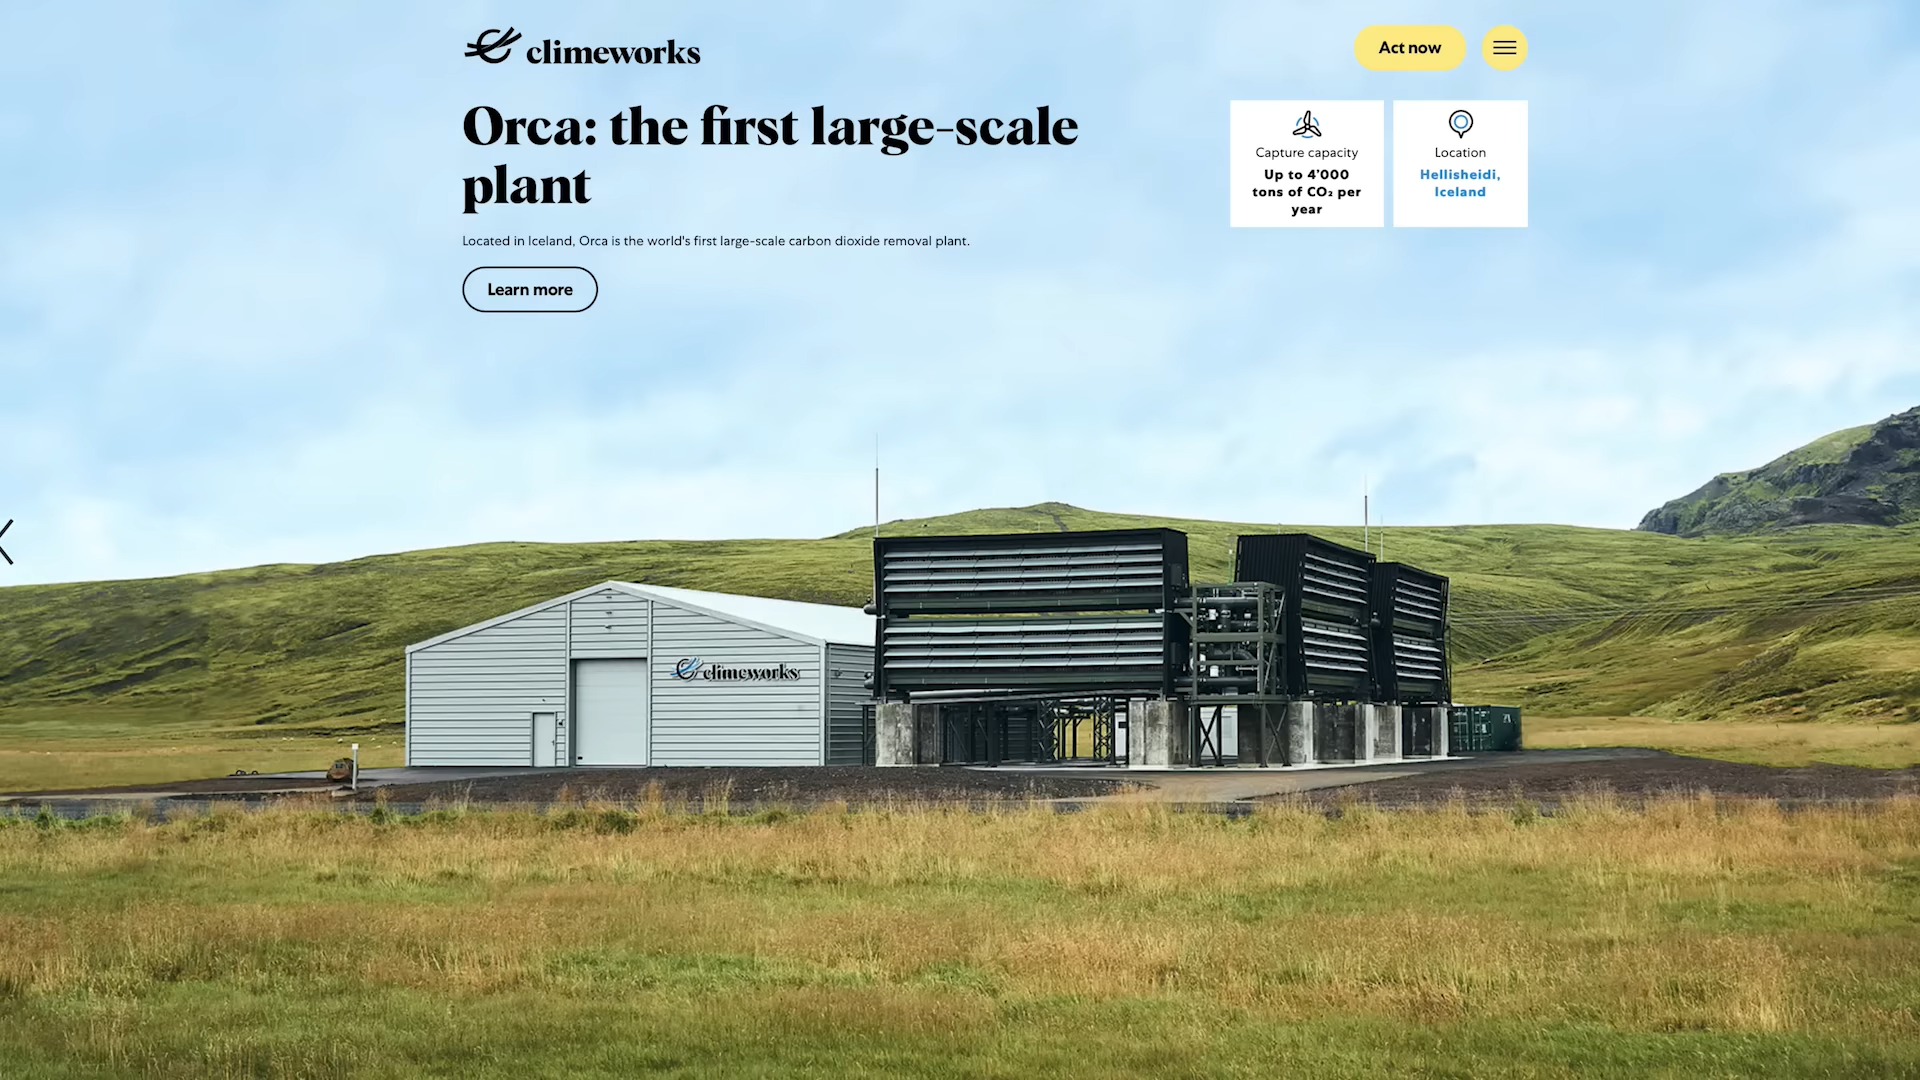 climeworks
Act now
Orca: the first large-scale
plant
Capture capacity
Up to 4’000
tons of CO₂ per
year
Location
Hellisheidi,
Iceland
Located in Iceland, Orca is the world's first large-scale carbon dioxide removal plant.
Learn more
climeworks